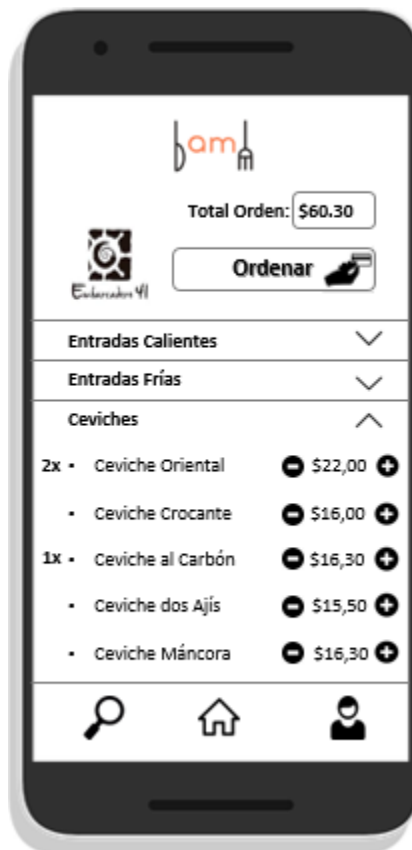 bam
Total Orden: $60.30
Embarcadero 41
Ordenar
Entradas Calientes
Entradas Frías
Ceviches
2x ▪ Ceviche Oriental $22,00
▪ Ceviche Crocante $16,00
1x ▪ Ceviche al Carbón $16,30
▪ Ceviche dos Ajís $15,50
▪ Ceviche Máncora $16,30